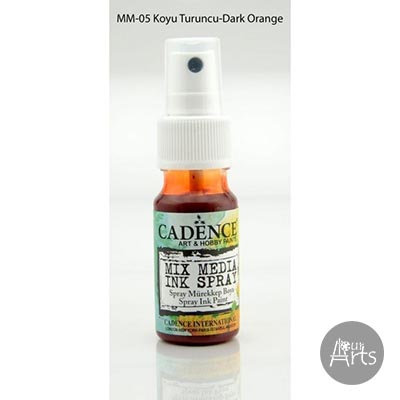 MM-05 Koyu Turuncu-Dark Orange
CADENCE
ART & HOBBY PAINTS
MIX MEDIA
INK SPRAY
Spray Mürekkep Boya
Spray Ink Paint
CADENCE INTERNATIONAL
Your
Arts